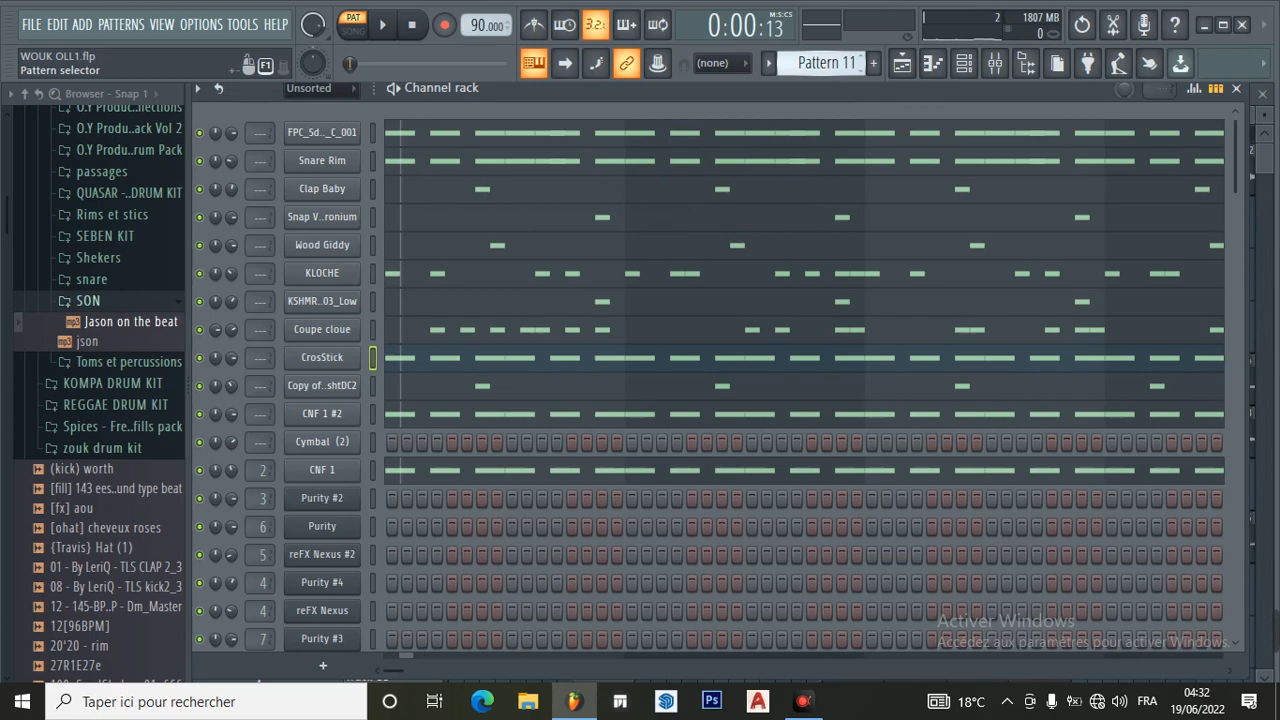 FILE EDIT ADD PATTERNS VIEW OPTIONS TOOLS HELP
PAT
SONG
90.000
3.2.
0:00:13
M:S:CS
2
1807 MB
0
WOUK OLL1.flp
Pattern selector
F1
(none)
Pattern 11
Browser - Snap 1
Unsorted
Channel rack
O.Y Produ...ack Vol 2
O.Y Produ...rum Pack
passages
QUASAR -..DRUM KIT
Rims et stics
SEBEN KIT
Shekers
snare
SON
Jason on the beat
json
Toms et percussions
KOMPA DRUM KIT
REGGAE DRUM KIT
Spices - Fre..fills pack
zouk drum kit
(kick) worth
[fill] 143 ees..und type beat
[fx] aou
[ohat] cheveux roses
{Travis} Hat (1)
01 - By LeriQ - TLS CLAP 2_3
08 - By LeriQ - TLS kick2_3
12 - 145-BP..P - Dm_Master
12[96BPM]
20'20 - rim
27R1E27e
FPC_Sd.._C_001
Snare Rim
Clap Baby
Snap V..ronium
Wood Giddy
KLOCHE
KSHMR..03_Low
Coupe cloue
CrosStick
Copy of..shtDC2
CNF 1 #2
Cymbal (2)
2 CNF 1
3 Purity #2
6 Purity
5 reFX Nexus #2
4 Purity #4
4 reFX Nexus
7 Purity #3
+
Activer Windows
Accédez aux paramètres pour activer Windows.
Taper ici pour rechercher
Ps
18°C
FRA
04:32
19/06/2022